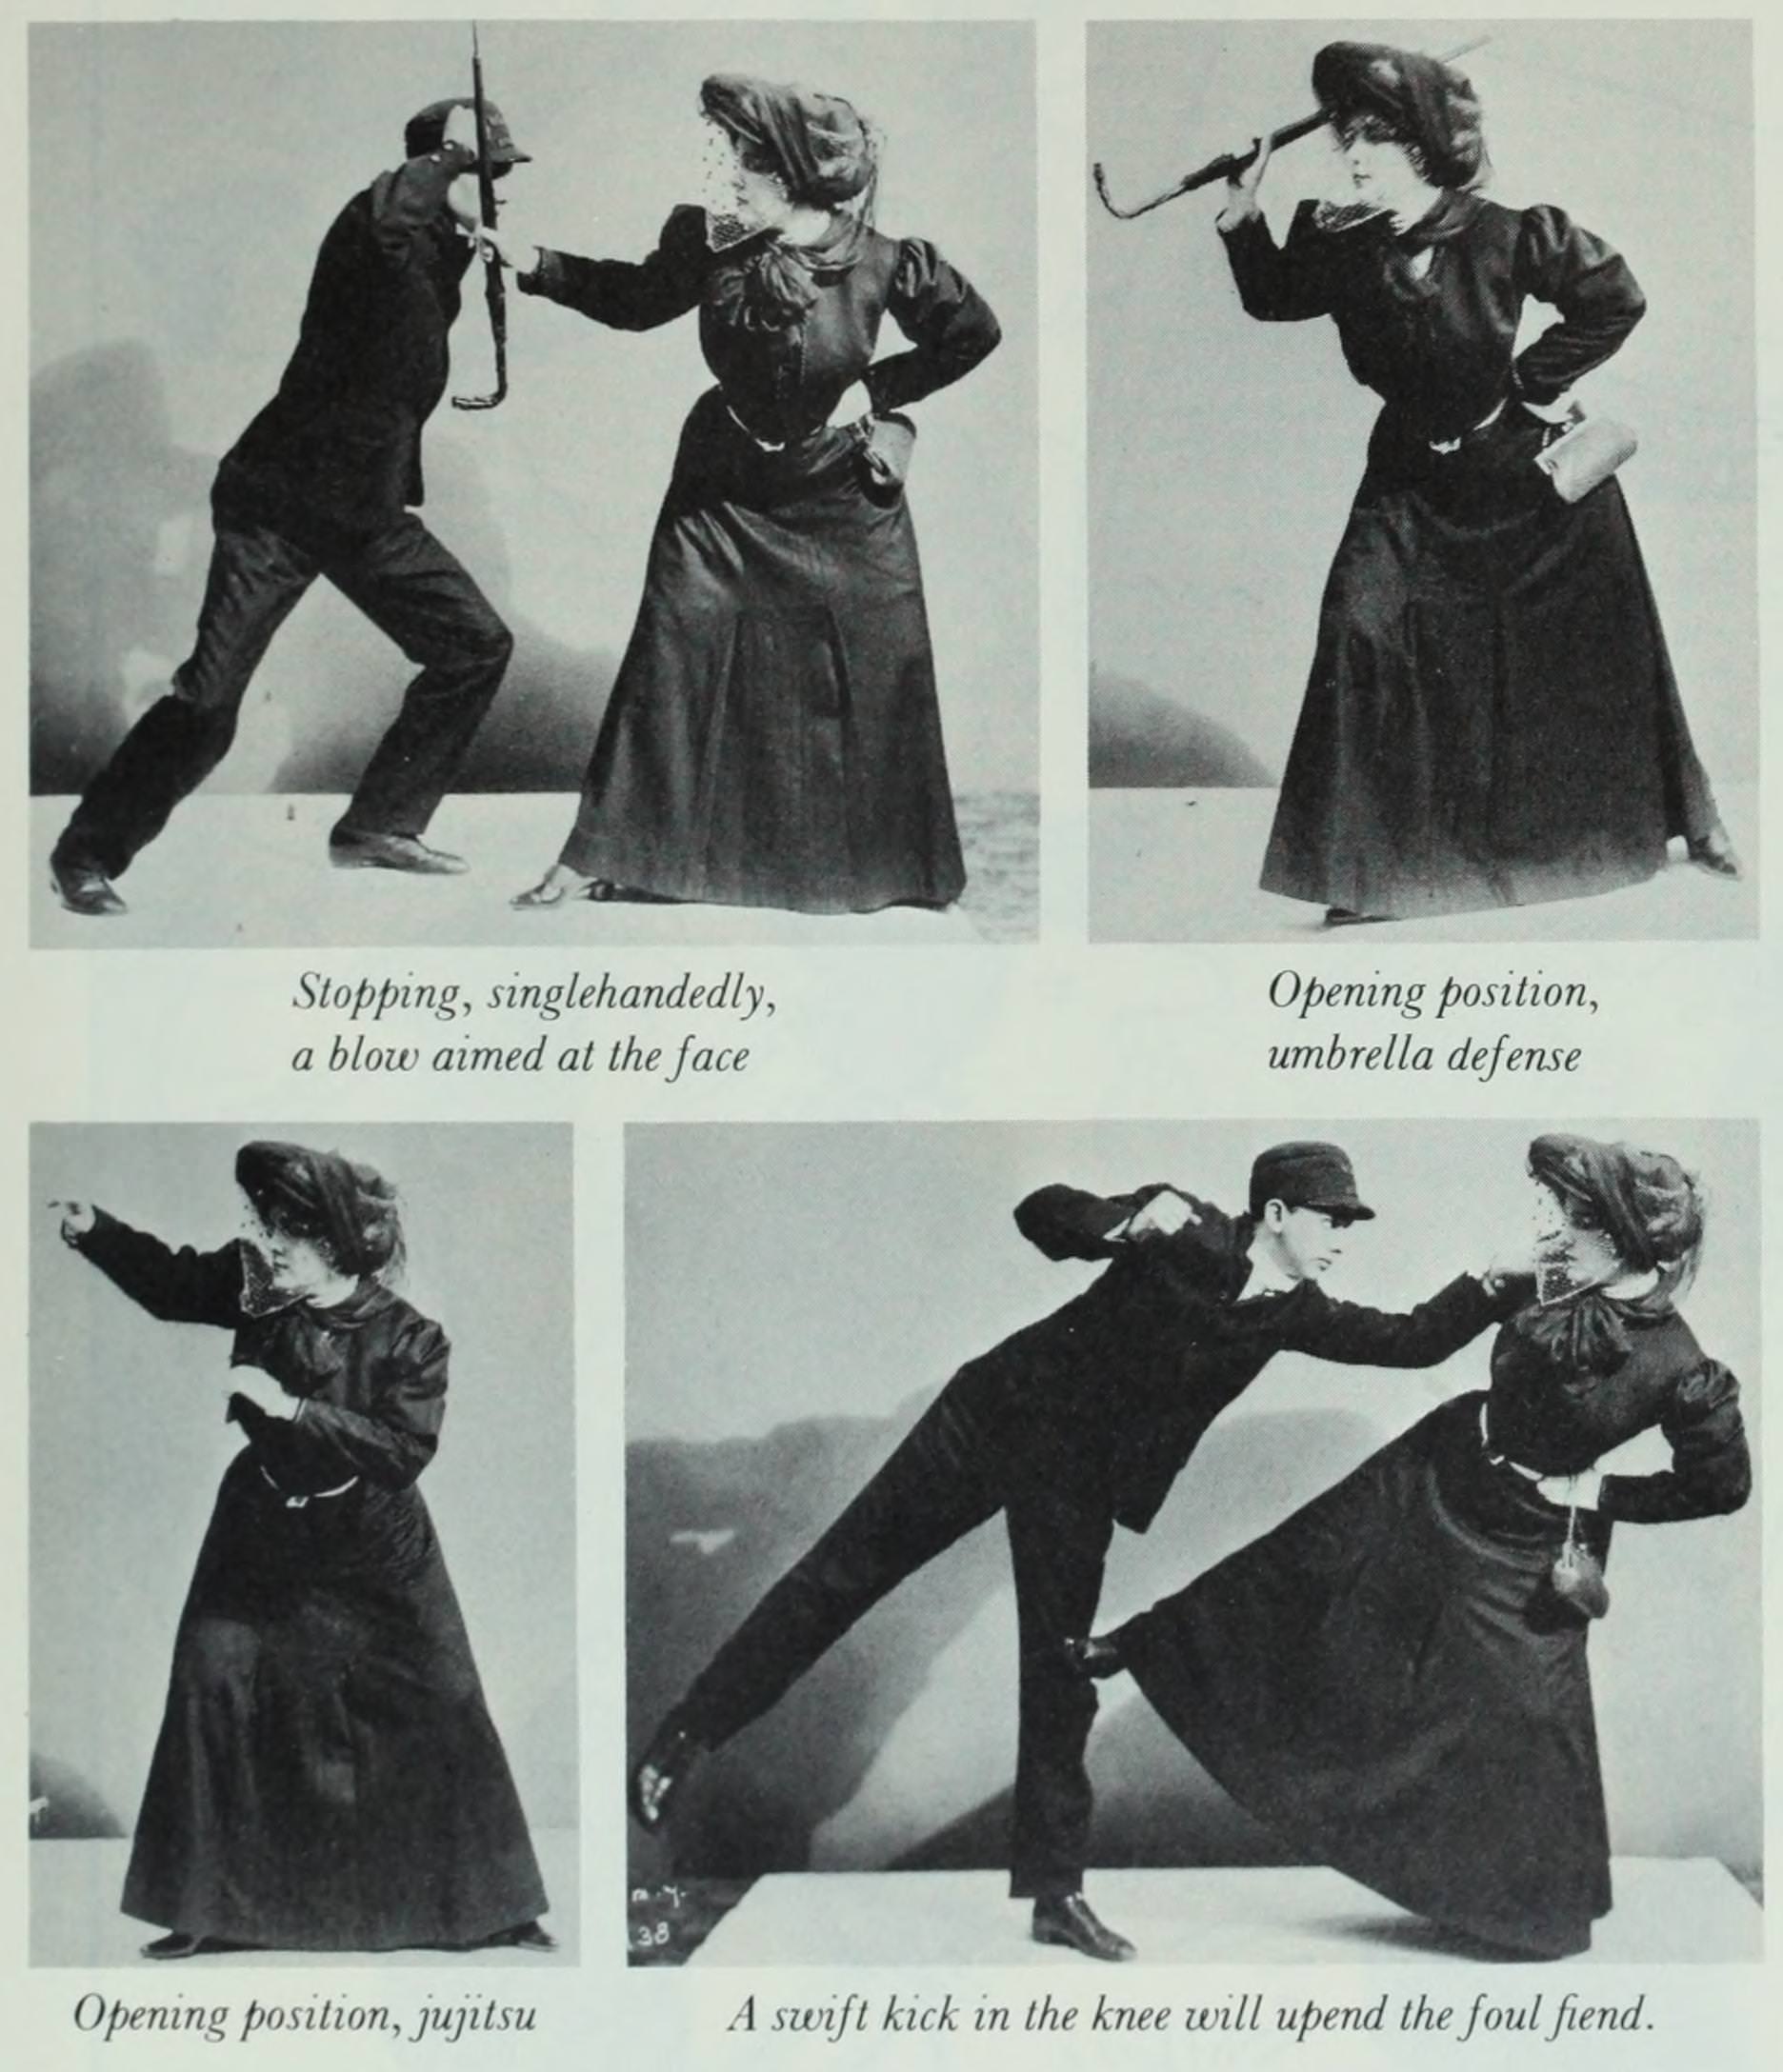 Stopping, singlehandedly,
a blow aimed at the face
Opening position,
umbrella defense
Opening position, jujitsu
m.y.
38
A swift kick in the knee will upend the foul fiend.